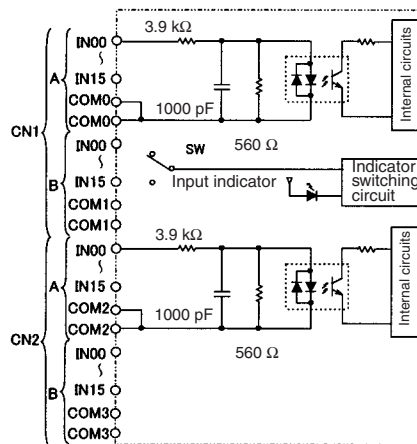 3.9 kΩ
IN00
A
IN15
COM0
COM0
1000 pF
560 Ω
Internal circuits
CN1
IN00
B
IN15
COM1
COM1
SW
Input indicator
Indicator
switching
circuit
3.9 kΩ
IN00
A
IN15
COM2
COM2
1000 pF
560 Ω
Internal circuits
CN2
IN00
B
IN15
COM3
COM3